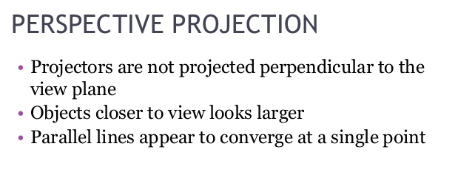 PERSPECTIVE PROJECTION
• Projectors are not projected perpendicular to the
view plane
• Objects closer to view looks larger
• Parallel lines appear to converge at a single point